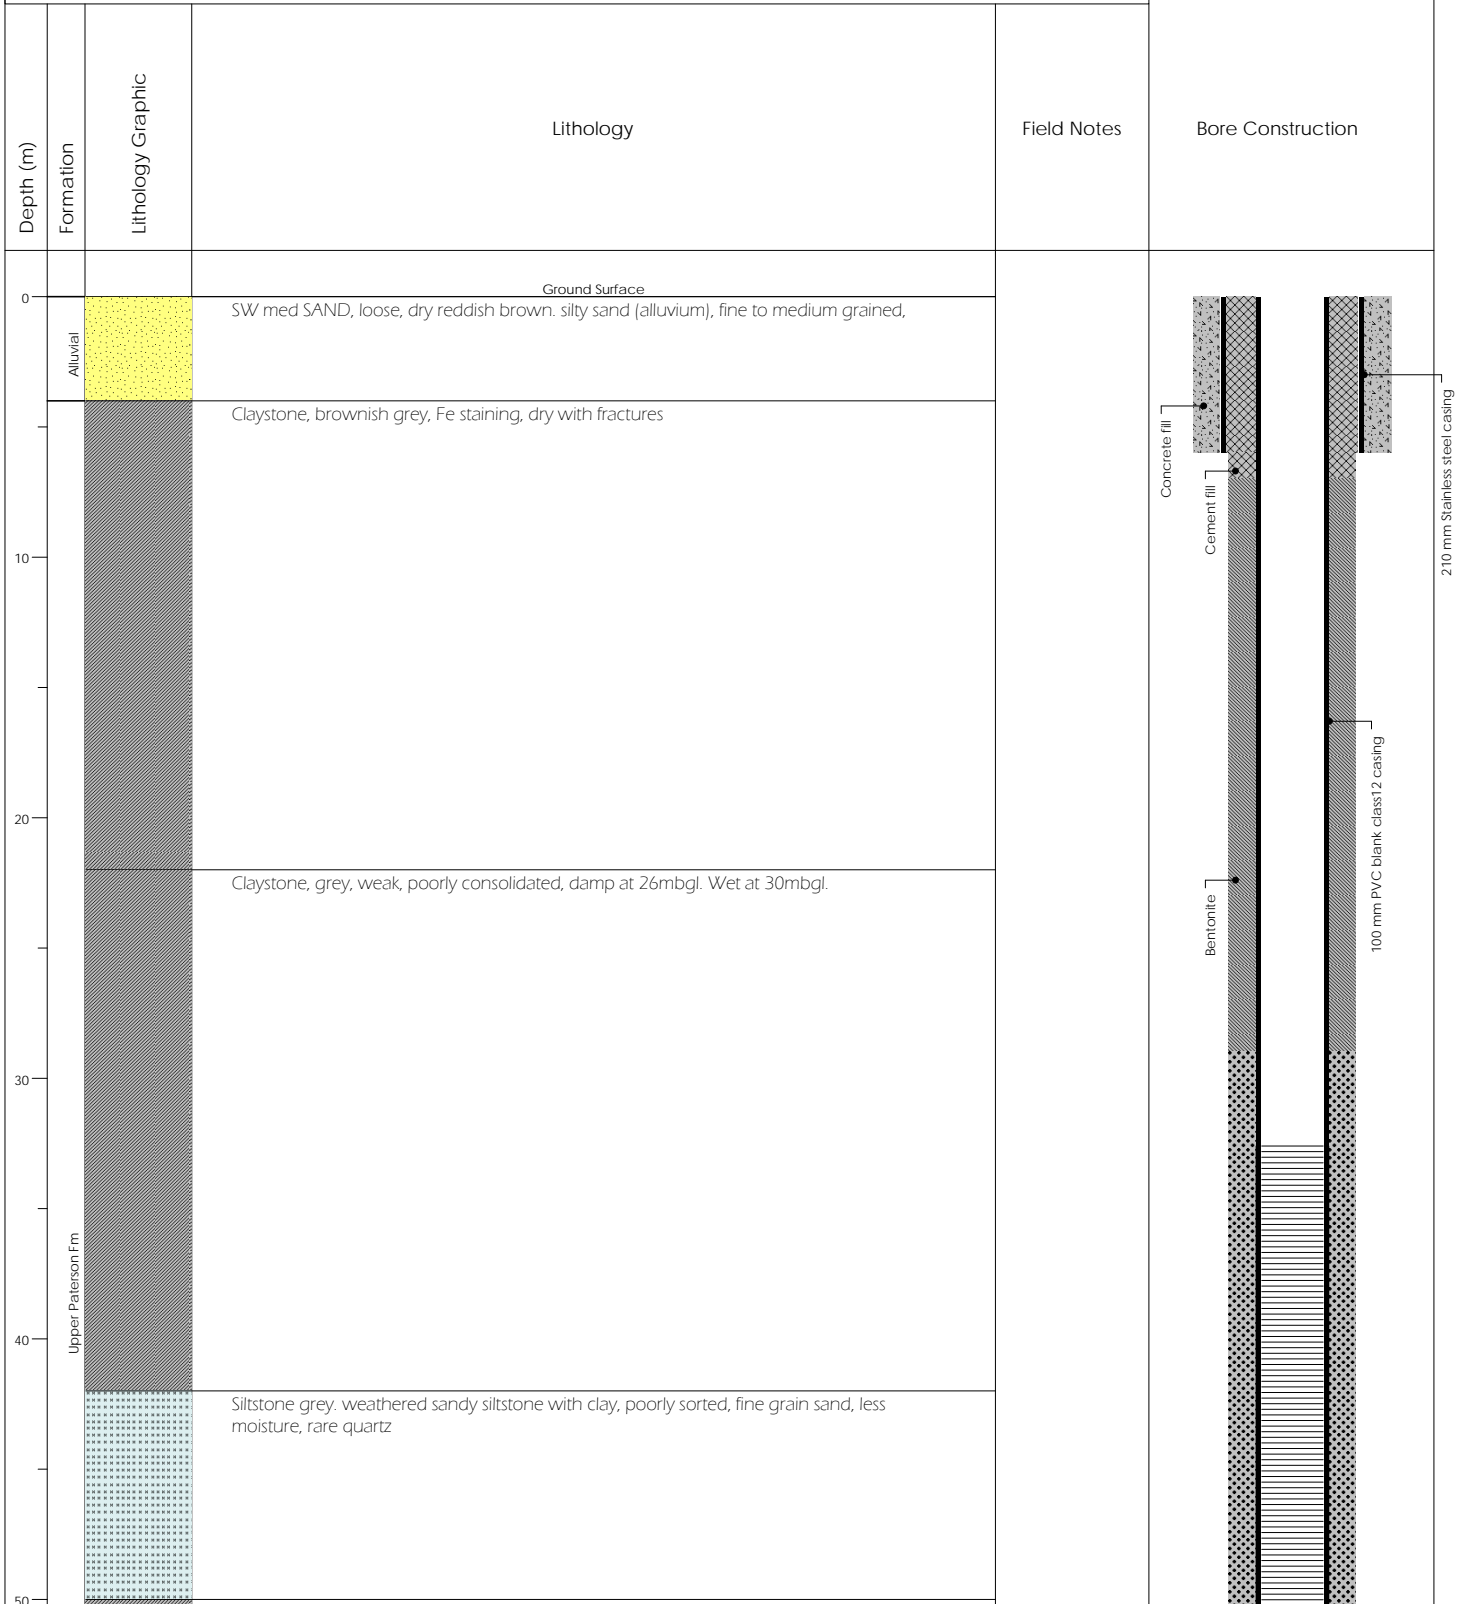 Depth (m)
Formation
Lithology Graphic
Lithology
Field Notes
Bore Construction
Ground Surface
0
SW med SAND, loose, dry reddish brown. silty sand (alluvium), fine to medium grained,
Alluvial
Claystone, brownish grey, Fe staining, dry with fractures
Concrete fill
Cement fill
210 mm Stainless steel casing
10
100 mm PVC blank class12 casing
20
Claystone, grey, weak, poorly consolidated, damp at 26mbgl. Wet at 30mbgl.
Bentonite
30
Upper Paterson Fm
40
Siltstone grey. weathered sandy siltstone with clay, poorly sorted, fine grain sand, less
moisture, rare quartz
50